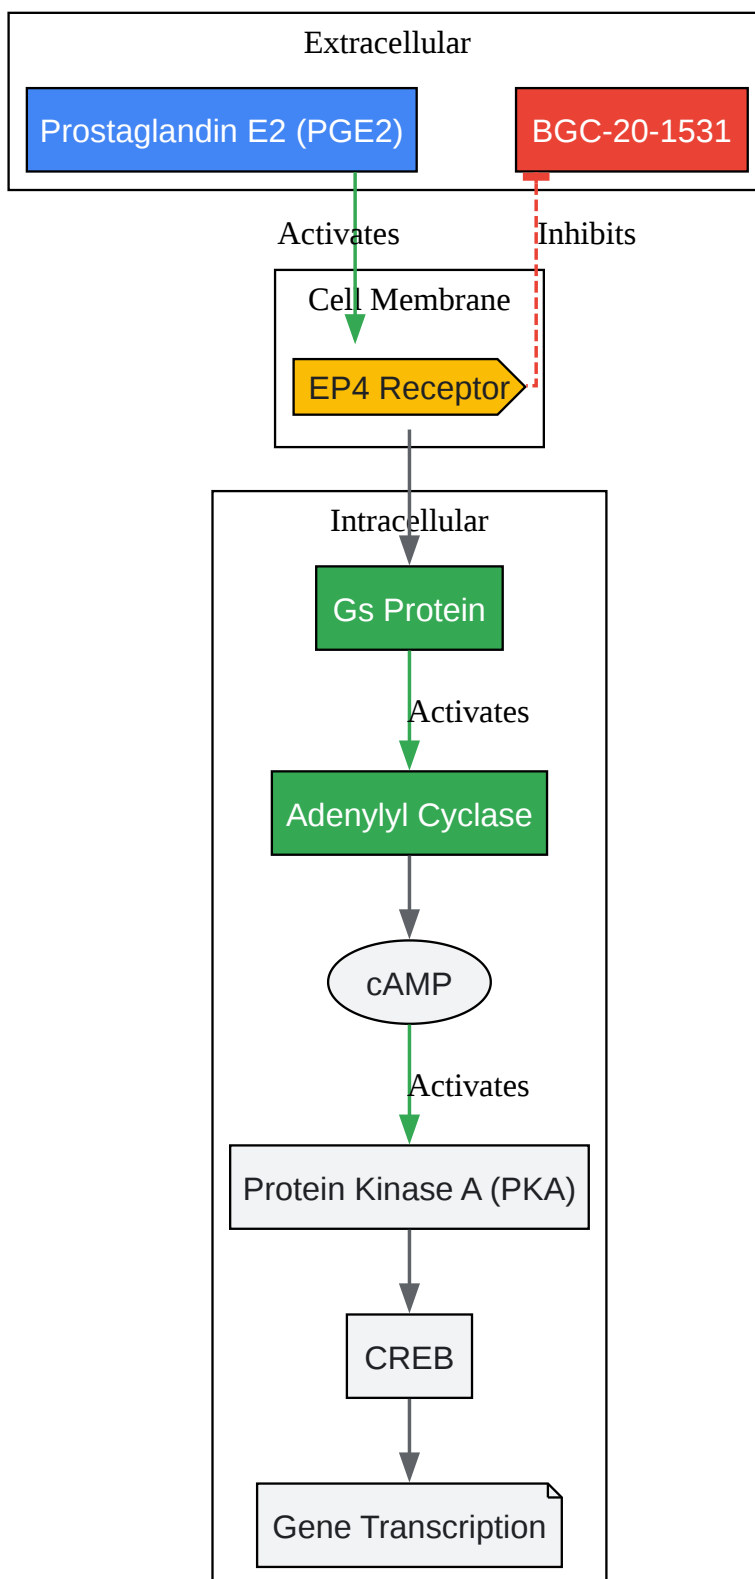 Extracellular
Prostaglandin E2 (PGE2)
BGC-20-1531
Activates
Inhibits
Cell Membrane
EP4 Receptor
Intracellular
Gs Protein
Activates
Adenylyl Cyclase
cAMP
Activates
Protein Kinase A (PKA)
CREB
Gene Transcription